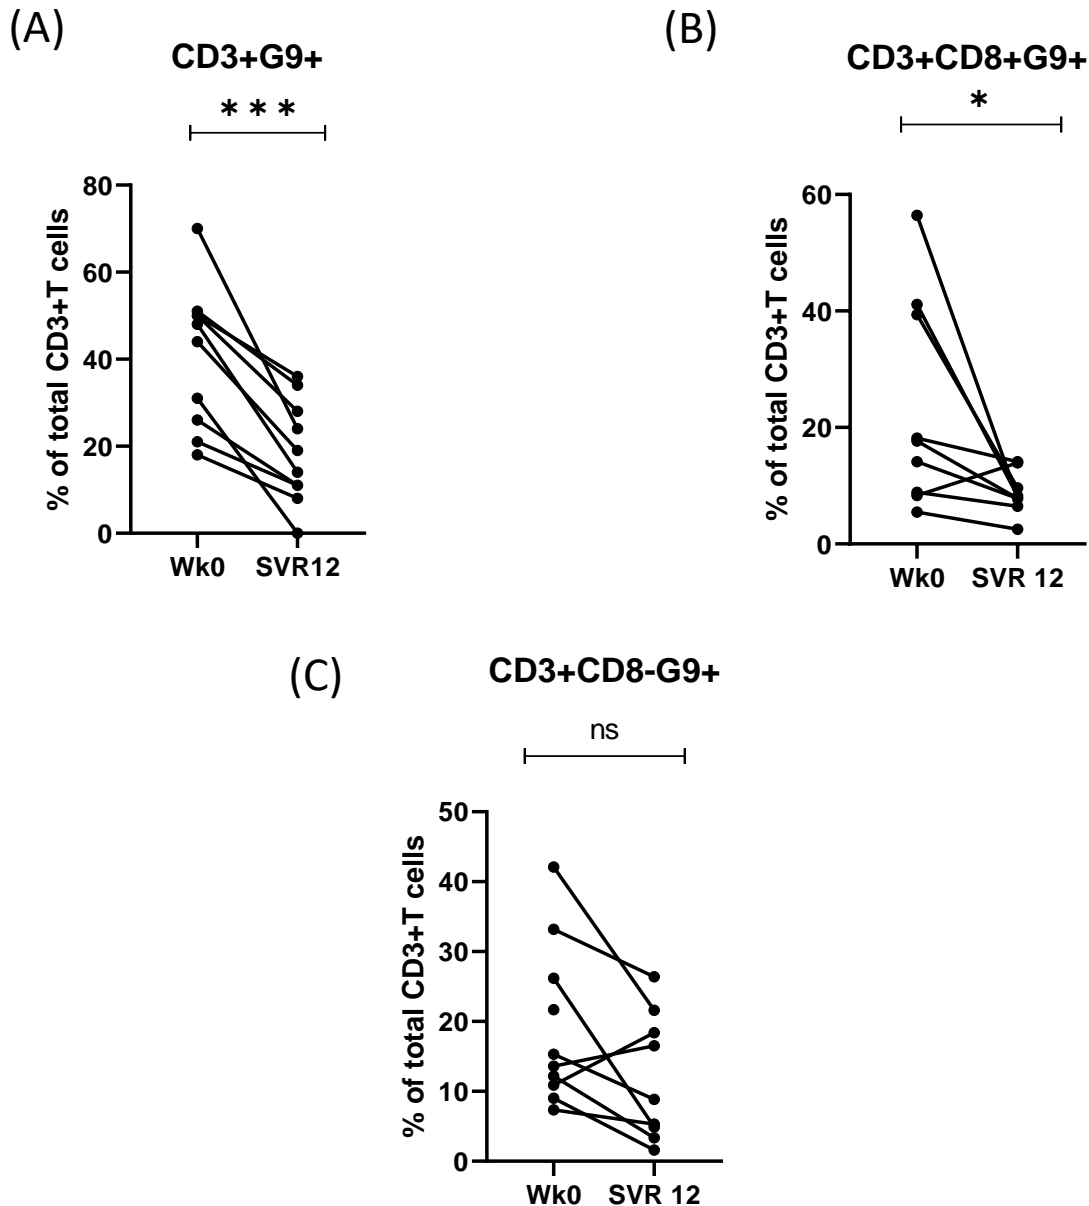 (A)
CD3+G9+
***
% of total CD3+T cells
80
60
40
20
0
Wk0 SVR12
(B)
CD3+CD8+G9+
*
% of total CD3+T cells
60
40
20
0
Wk0 SVR 12
(C)
CD3+CD8-G9+
ns
% of total CD3+T cells
50
40
30
20
10
0
Wk0 SVR 12